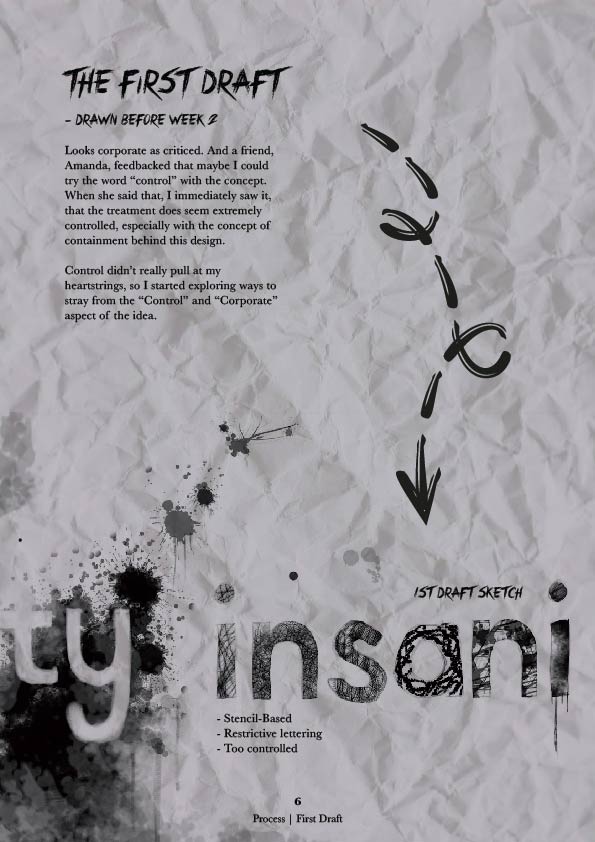 THE FIRST DRAFT
- DRAWN BEFORE WEEK 2
Looks corporate as criticed. And a friend,
Amanda, feedbacked that maybe I could
try the word “control” with the concept.
When she said that, I immediately saw it,
that the treatment does seem extremely
controlled, especially with the concept of
containment behind this design.
Control didn’t really pull at my
heartstrings, so I started exploring ways to
stray from the “Control” and “Corporate”
aspect of the idea.
1ST DRAFT SKETCH
ty insani
- Stencil-Based
- Restrictive lettering
- Too controlled
6
Process | First Draft